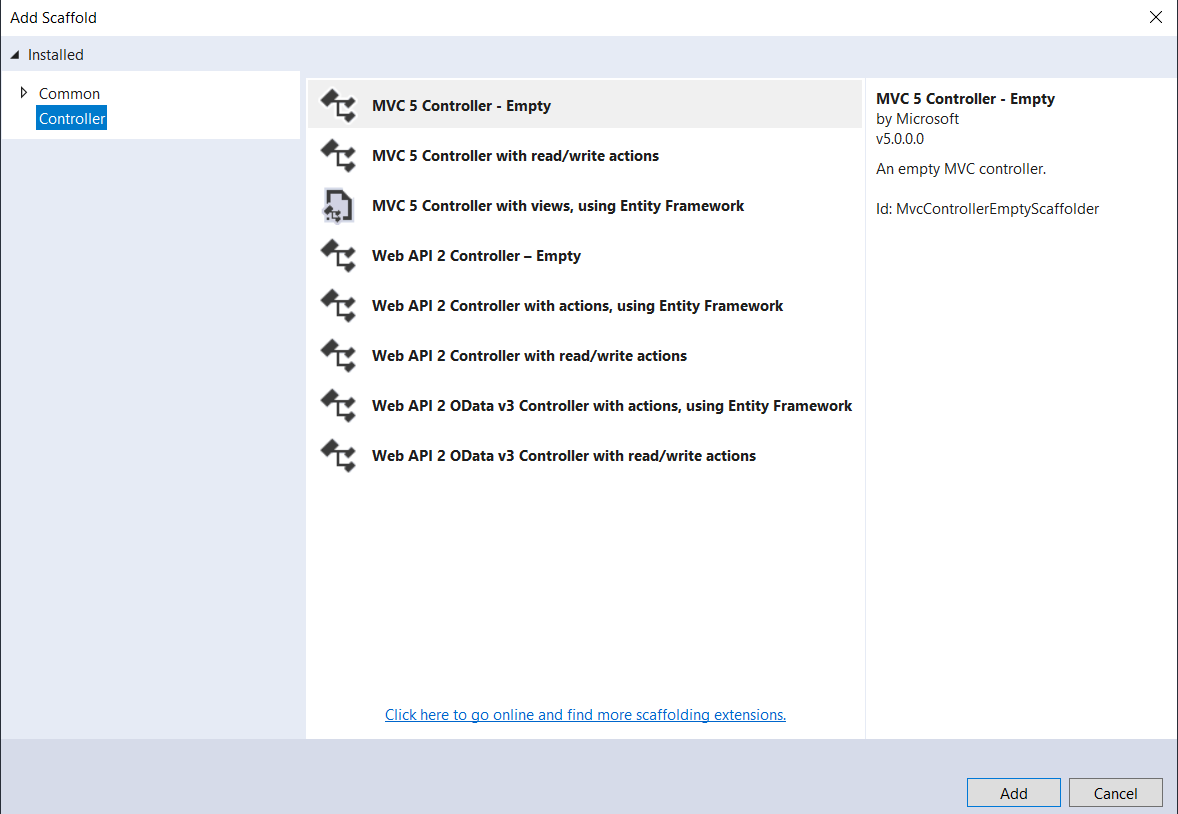 Add Scaffold
Installed
Common
Controller
MVC 5 Controller - Empty
MVC 5 Controller with read/write actions
MVC 5 Controller with views, using Entity Framework
Web API 2 Controller – Empty
Web API 2 Controller with actions, using Entity Framework
Web API 2 Controller with read/write actions
Web API 2 OData v3 Controller with actions, using Entity Framework
Web API 2 OData v3 Controller with read/write actions
Click here to go online and find more scaffolding extensions.
MVC 5 Controller - Empty
by Microsoft
v5.0.0.0
An empty MVC controller.
Id: MvcControllerEmptyScaffolder
Add
Cancel